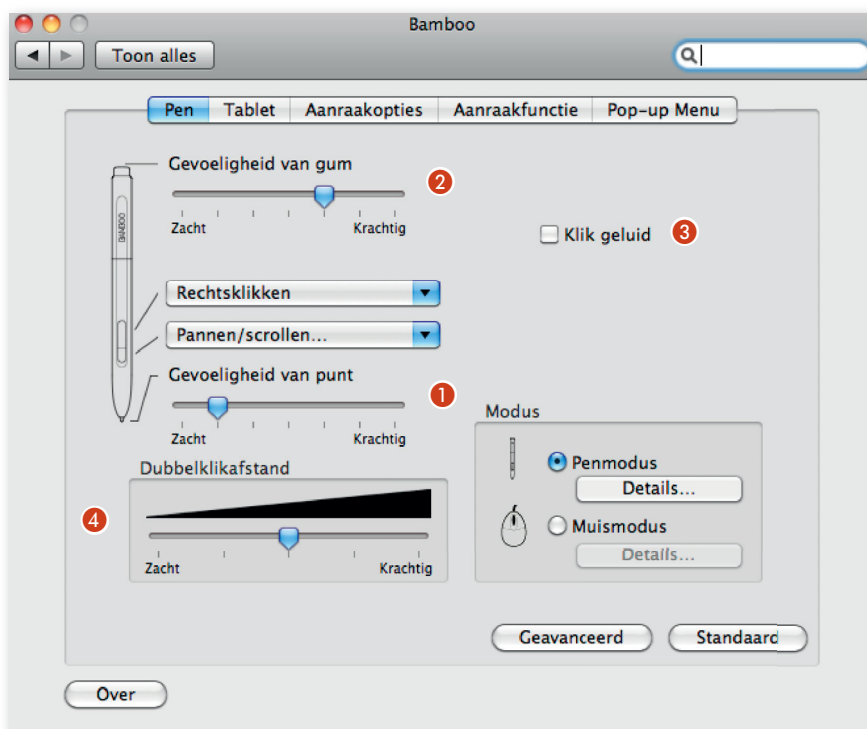 Bamboo
Toon alles
Pen Tablet Aanraakopties Aanraakfunctie Pop-up Menu
Gevoeligheid van gum
2
Zacht Krachtig
Klik geluid 3
BAMBOO
Rechtsklikken
Pannen/scrollen...
Gevoeligheid van punt
1
Zacht Krachtig
Modus
Dubbelklikafstand
Penmodus
Details...
4
Muismodus
Details...
Zacht Krachtig
Geavanceerd Standaard
Over